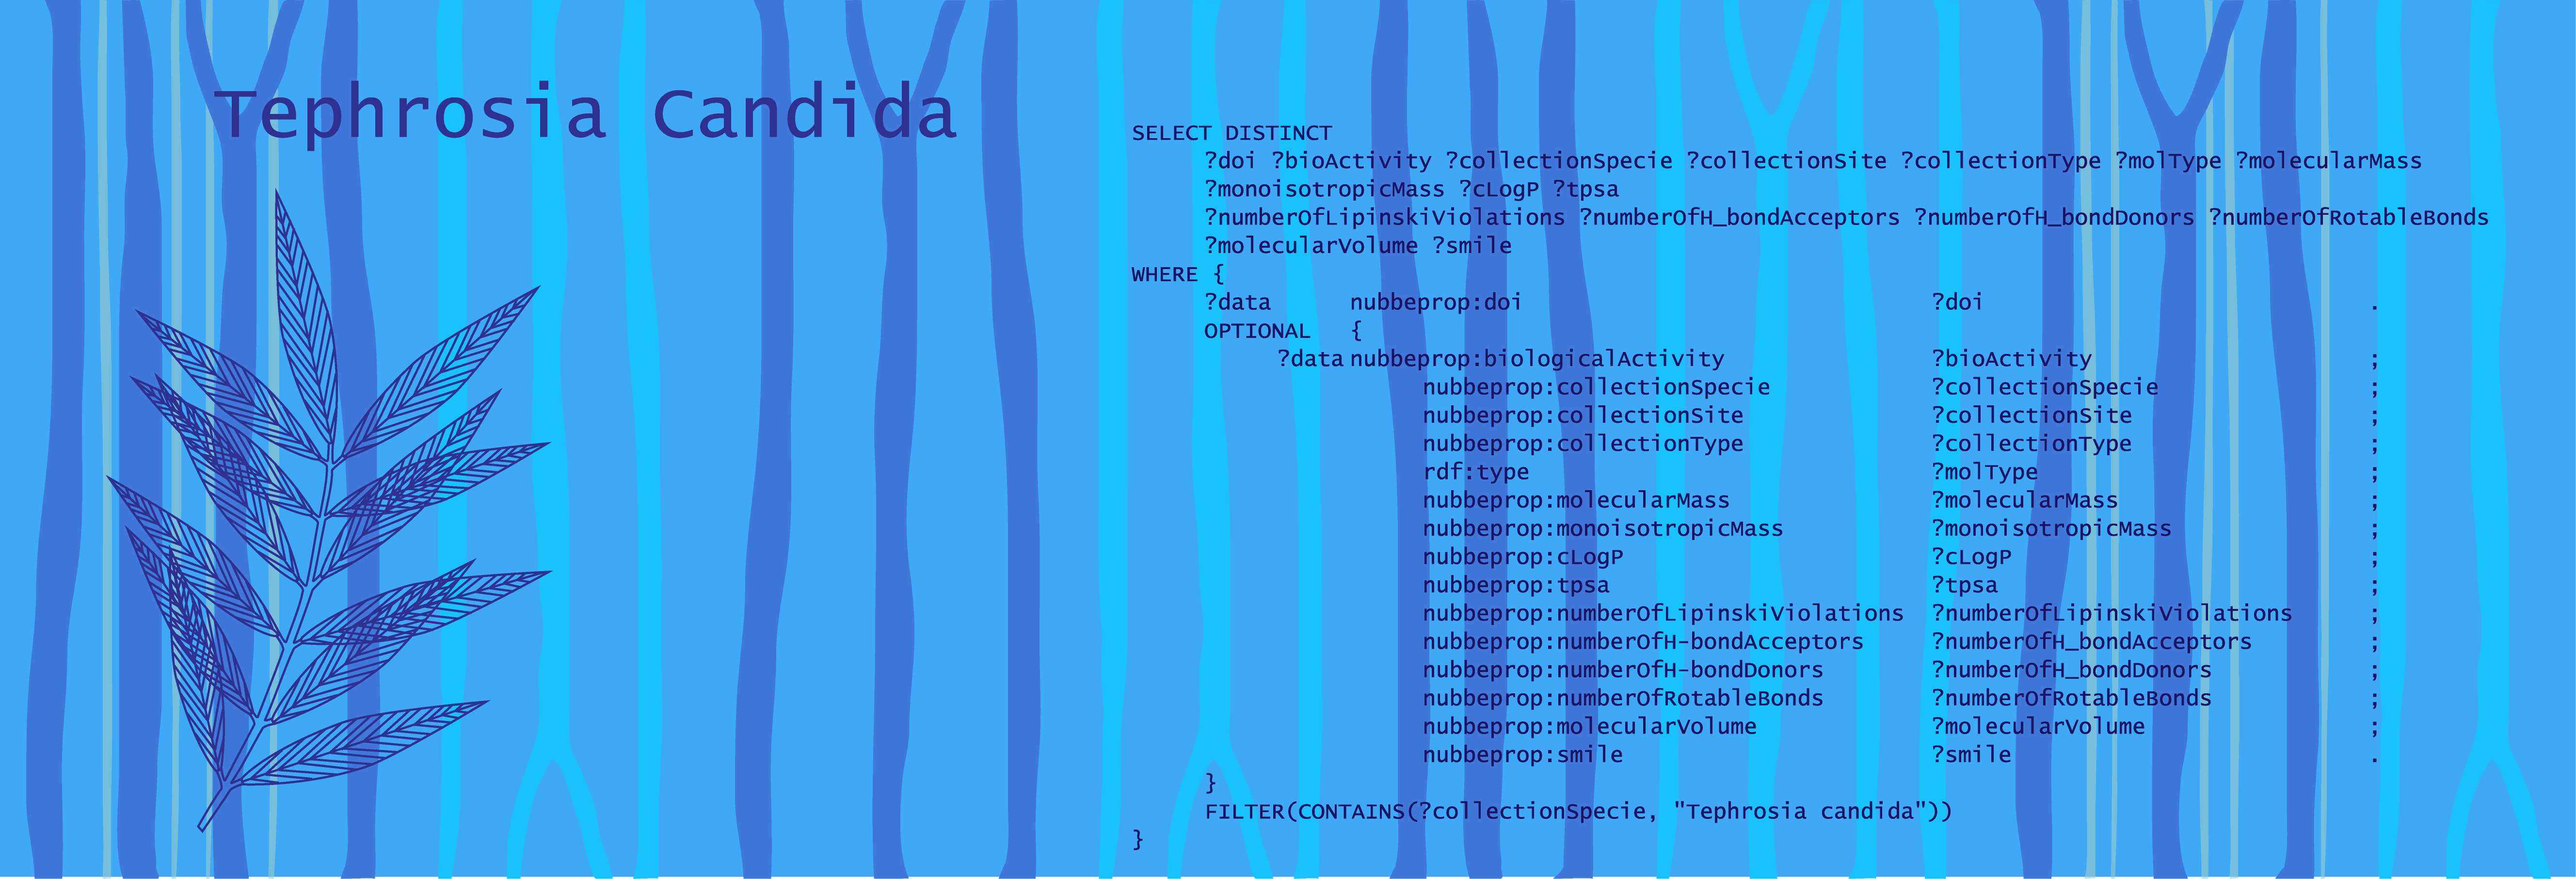 Tephrosia Candida
SELECT DISTINCT
?doi ?bioActivity ?collectionSpecie ?collectionSite ?collectionType ?molType ?molecularMass
?monoisotropicMass ?cLogP ?tpsa
?numberOfLipinskiViolations ?numberOfH_bondAcceptors ?numberOfH_bondDonors ?numberOfRotableBonds
?molecularVolume ?smile
WHERE {
?data nubbeprop:doi ?doi .
OPTIONAL {
?data nubbeprop:biologicalActivity ?bioActivity ;
nubbeprop:collectionSpecie ?collectionSpecie ;
nubbeprop:collectionSite ?collectionSite ;
nubbeprop:collectionType ?collectionType ;
rdf:type ?molType ;
nubbeprop:molecularMass ?molecularMass ;
nubbeprop:monoisotropicMass ?monoisotropicMass ;
nubbeprop:cLogP ?cLogP ;
nubbeprop:tpsa ?tpsa ;
nubbeprop:numberOfLipinskiViolations ?numberOfLipinskiViolations ;
nubbeprop:numberOfH-bondAcceptors ?numberOfH_bondAcceptors ;
nubbeprop:numberOfH-bondDonors ?numberOfH_bondDonors ;
nubbeprop:numberOfRotableBonds ?numberOfRotableBonds ;
nubbeprop:molecularVolume ?molecularVolume ;
nubbeprop:smile ?smile .
}
FILTER(CONTAINS(?collectionSpecie, "Tephrosia candida"))
}